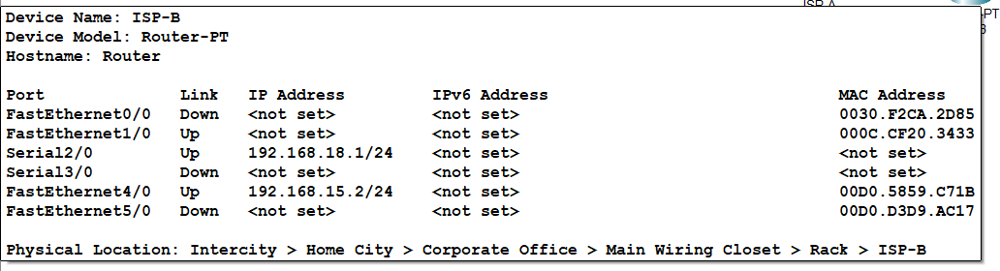 ISP-A
-PT
B
Device Name: ISP-B
Device Model: Router-PT
Hostname: Router
Port Link IP Address IPv6 Address MAC Address
FastEthernet0/0 Down <not set> <not set> 0030.F2CA.2D85
FastEthernet1/0 Up <not set> <not set> 000C.CF20.3433
Serial2/0 Up 192.168.18.1/24 <not set> <not set>
Serial3/0 Down <not set> <not set> <not set>
FastEthernet4/0 Up 192.168.15.2/24 <not set> 00D0.5859.C71B
FastEthernet5/0 Down <not set> <not set> 00D0.D3D9.AC17
Physical Location: Intercity > Home City > Corporate Office > Main Wiring Closet > Rack > ISP-B